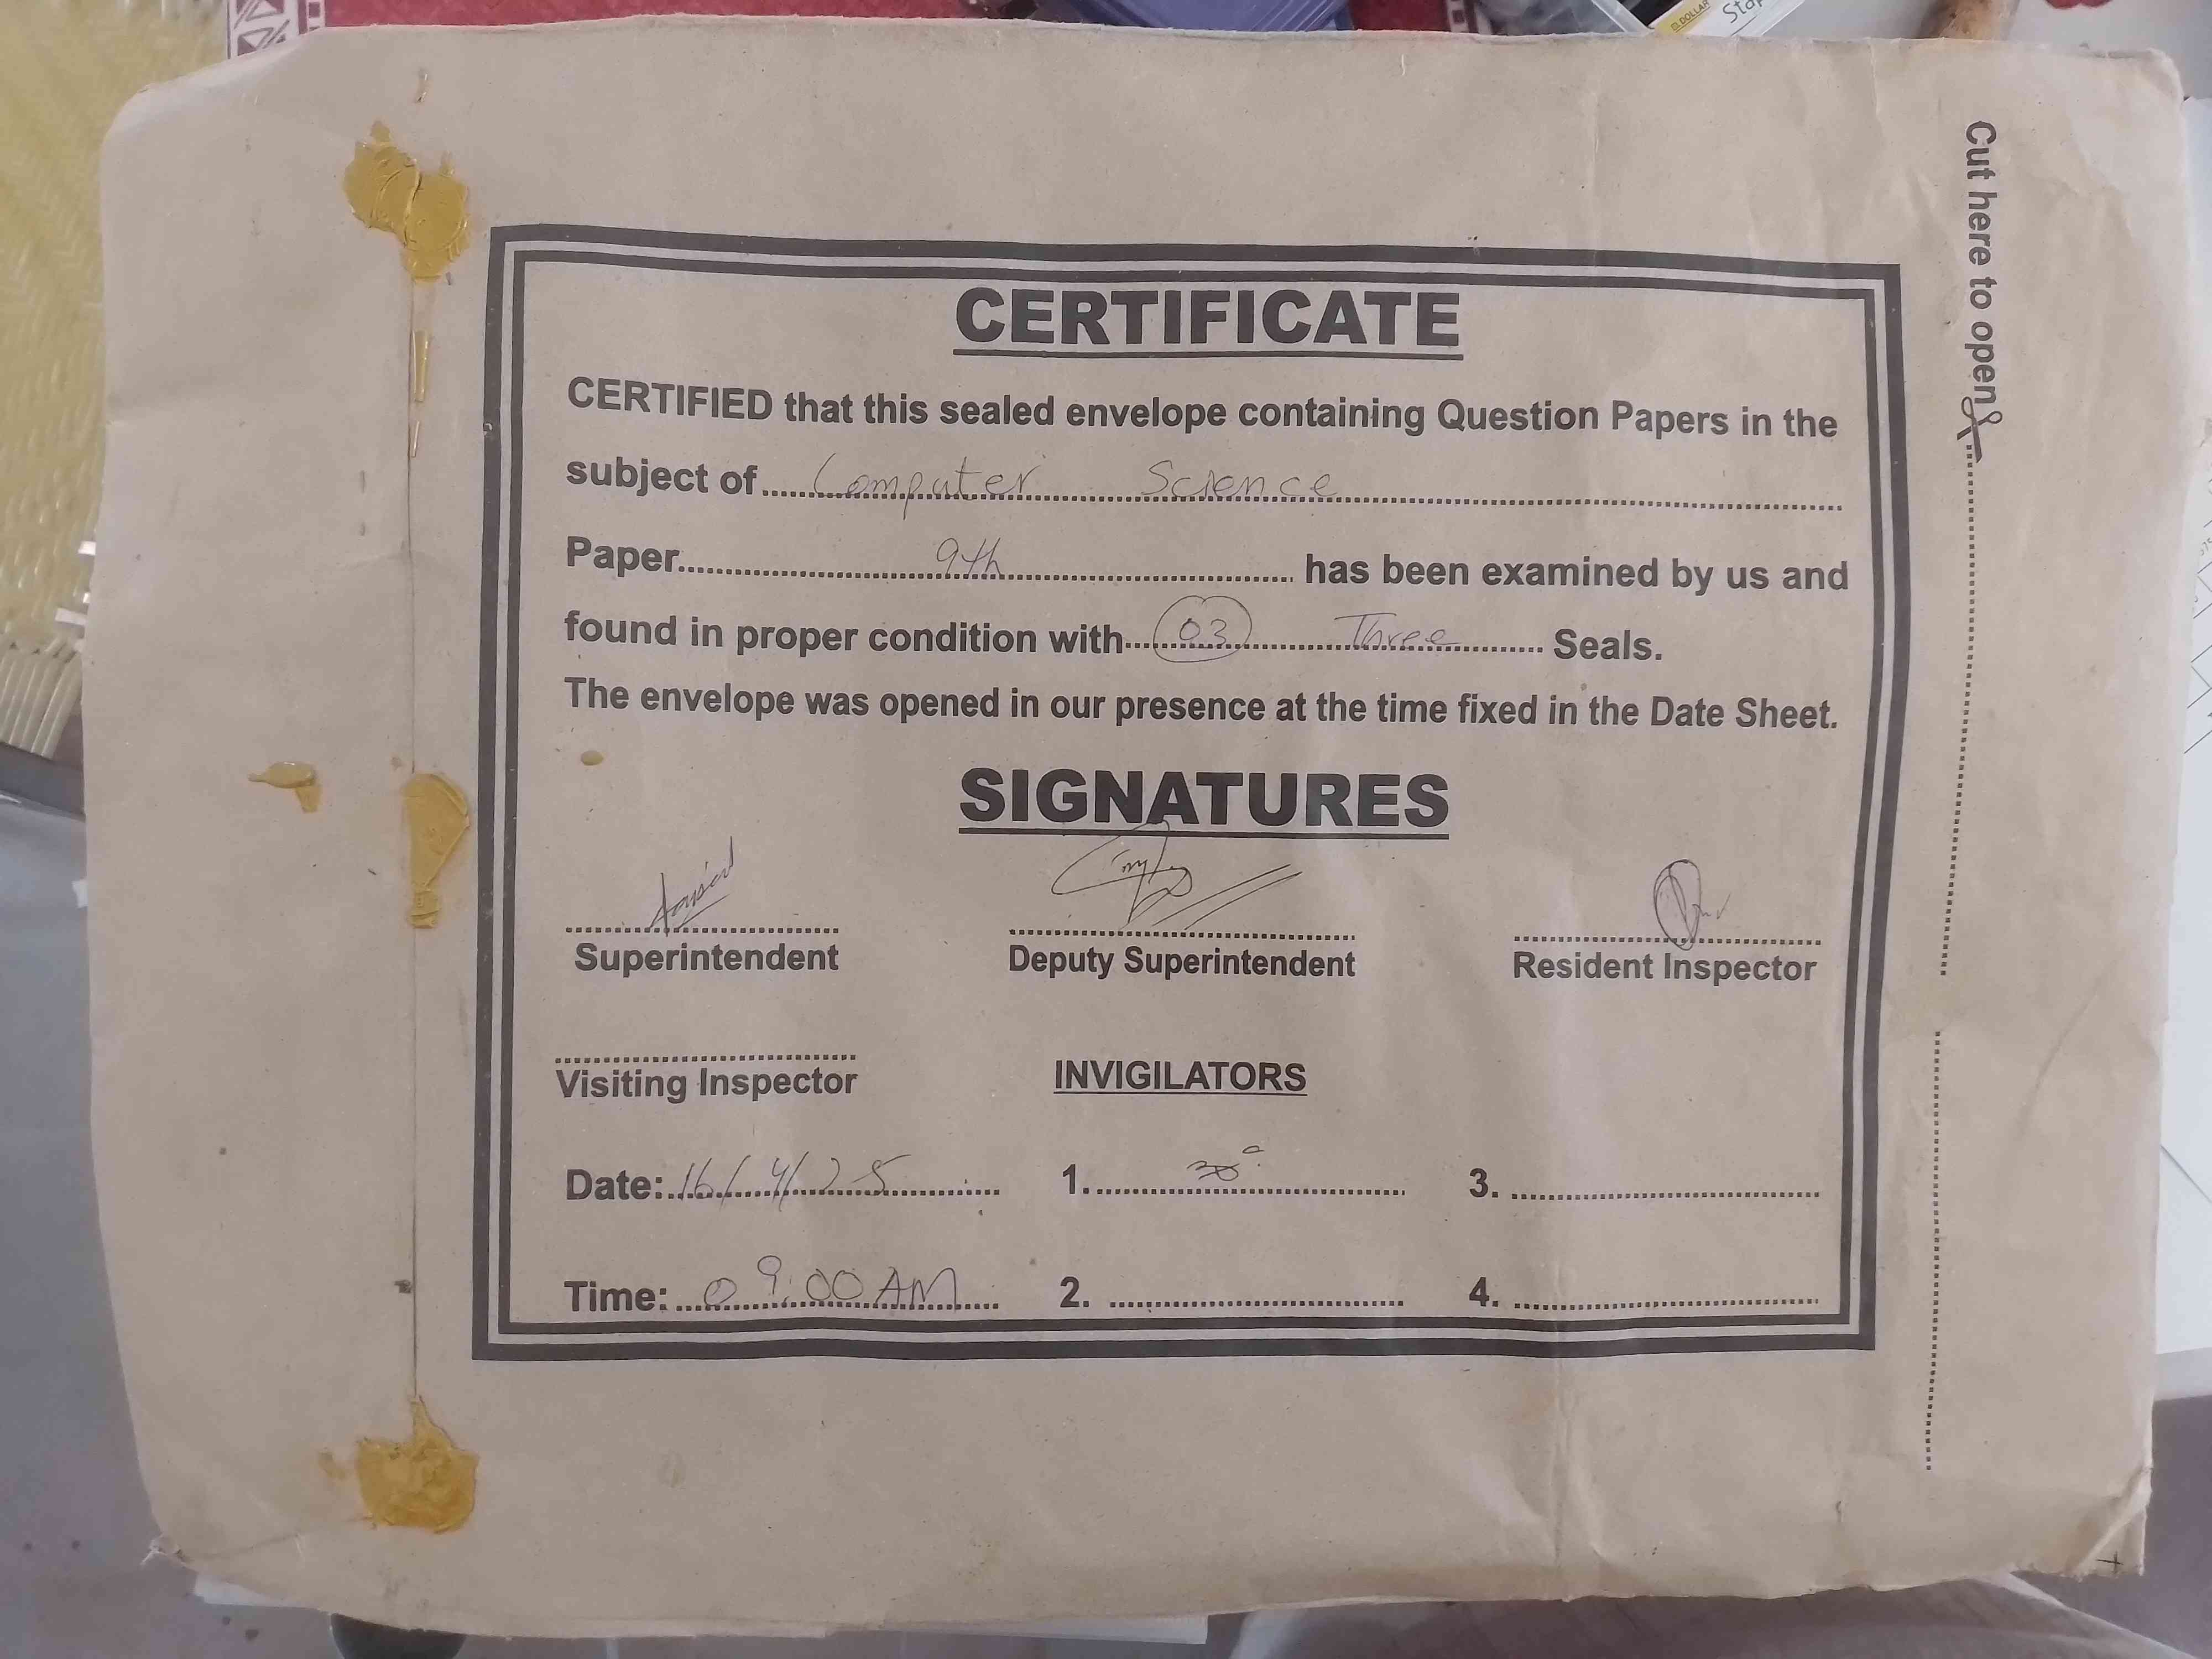 CERTIFICATE
CERTIFIED that this sealed envelope containing Question Papers in the
subject of Computer Science
Paper 9th has been examined by us and
found in proper condition with 03 Three Seals.
The envelope was opened in our presence at the time fixed in the Date Sheet.
SIGNATURES
Superintendent Deputy Superintendent Resident Inspector
Visiting Inspector INVIGILATORS
Date: 16/4/25 1. 3.
Time: 09:00 AM 2. 4.
Cut here to open
DOLLAR